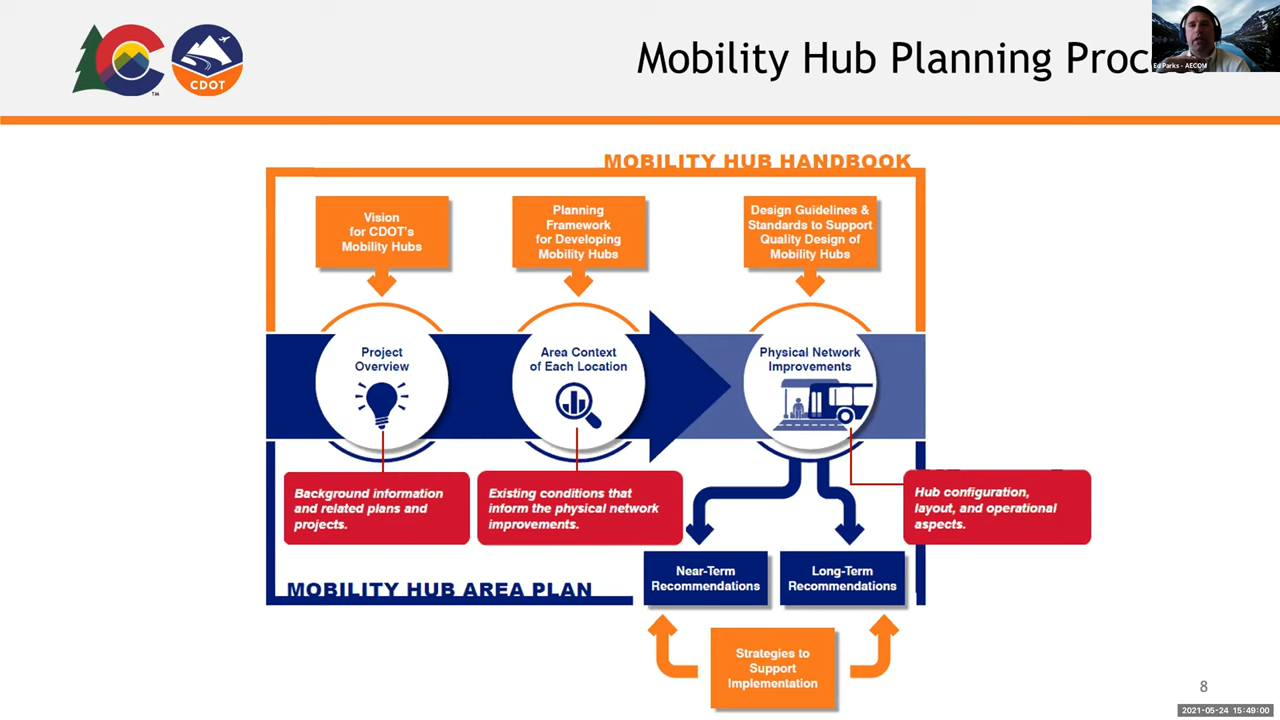 Mobility Hub Planning Proc
Ed Parks - AECOM
CDOT
TM
MOBILITY HUB HANDBOOK
Vision
for CDOT's
Mobility Hubs
Planning
Framework
for Developing
Mobility Hubs
Design Guidelines &
Standards to Support
Quality Design of
Mobility Hubs
Project
Overview
Area Context
of Each Location
Physical Network
Improvements
Background information
and related plans and
projects.
Existing conditions that
inform the physical network
improvements.
Hub configuration,
layout, and operational
aspects.
MOBILITY HUB AREA PLAN
Near-Term
Recommendations
Long-Term
Recommendations
Strategies to
Support
Implementation
8
2021-05-24 15:49:00